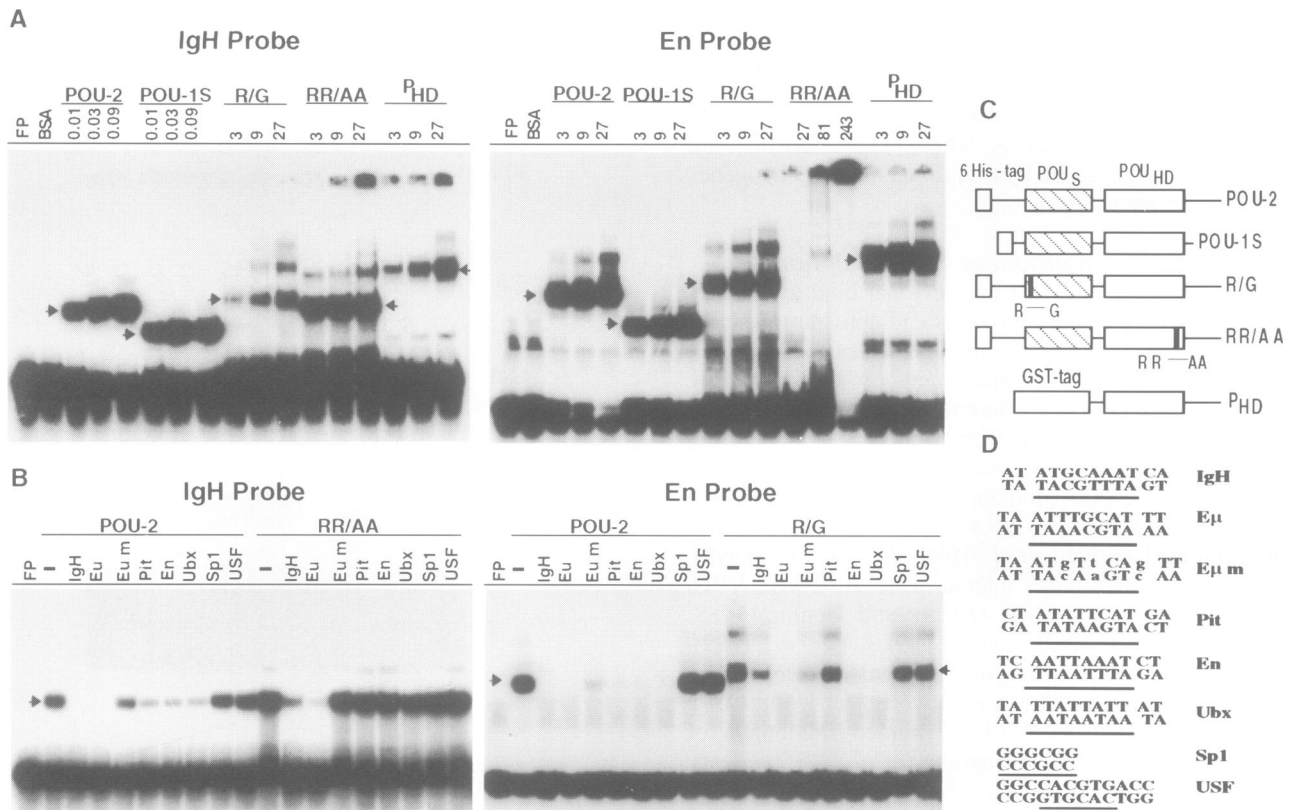 A
IgH Probe
En Probe
POU-2 POU-1S R/G RR/AA PHD
FP BSA 0.01 0.03 0.09 0.01 0.03 0.09 3 9 27 3 9 27 3 9 27
POU-2 POU-1S R/G RR/AA PHD
FP BSA 3 9 27 3 9 27 3 9 27 27 81 243 3 9 27
C
6 His - tag POUS POUHD
POU-2
POU-1S
R/G
R — G
RR/AA
RR — AA
GST-tag
PHD
B
IgH Probe
En Probe
POU-2 RR/AA
FP I IgH Eu Eu m Pit En Ubx Sp1 USF I IgH Eu Eu m Pit En Ubx Sp1 USF
POU-2 R/G
FP I IgH Eu Eu m Pit En Ubx Sp1 USF I IgH Eu Eu m Pit En Ubx Sp1 USF
D
AT ATGCAAAT CA IgH
TA TACGTTTA GT
TA ATTTGCAT TT Eμ
AT TAAACGTA AA
TA ATgTtCAg TT Eμ m
AT TAcAaGTc AA
CT ATATTCAT GA Pit
GA TATAAGTA CT
TC AATTAAAT CT En
AG TTAATTTA GA
TA TTATTATT AT Ubx
AT AATAATAA TA
GGGCGG Sp1
CCCGCC
GGCCACGTGACC USF
CCGGTGCACTGG